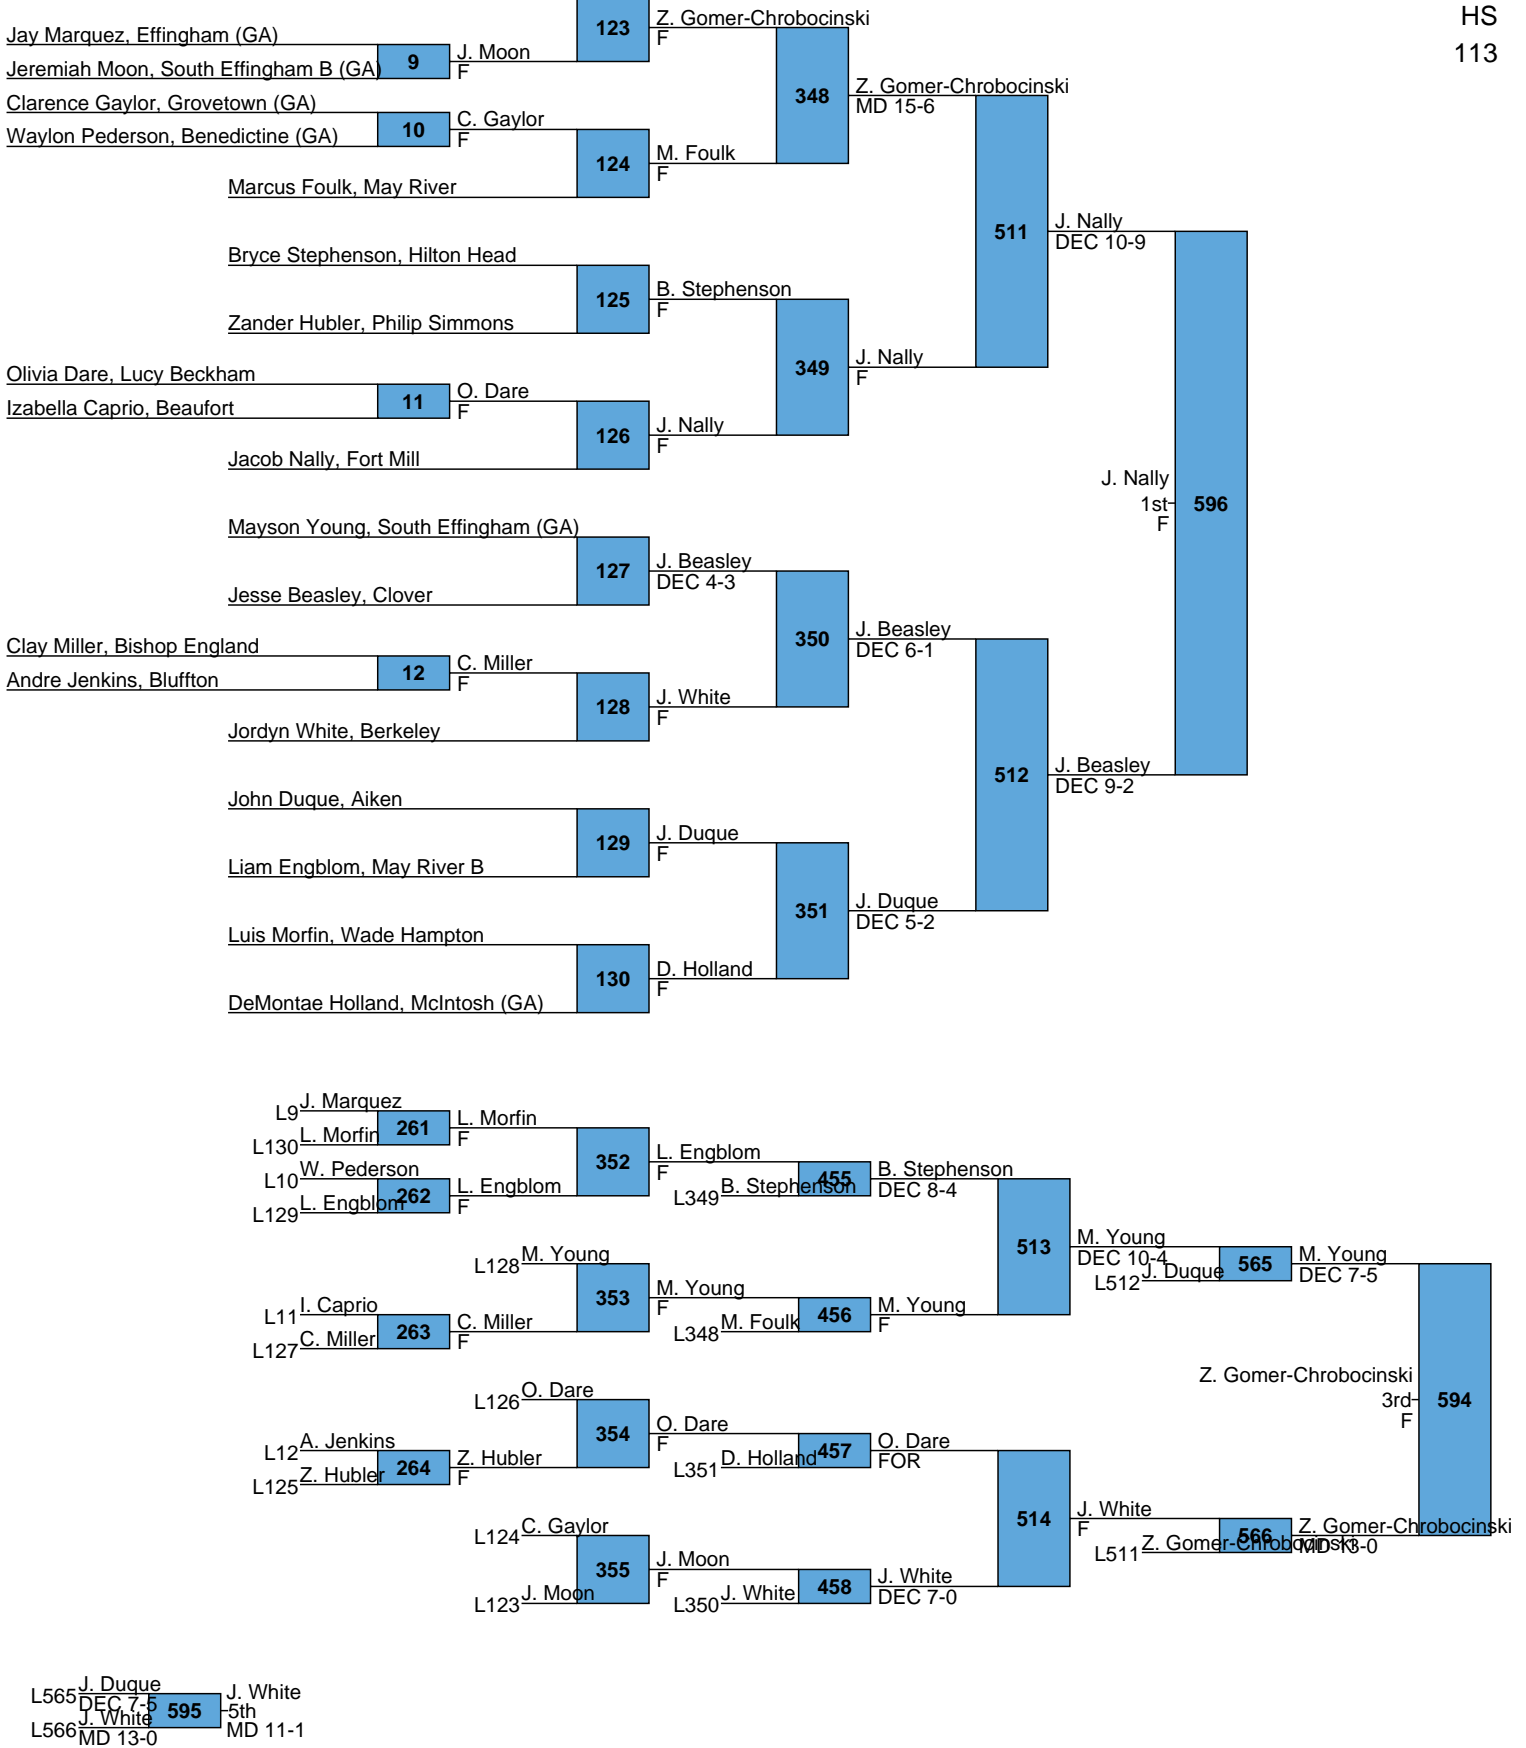 HS
113
123
Z. Gomer-Chrobocinski
F
Jay Marquez, Effingham (GA)
Jeremiah Moon, South Effingham B (GA)
9
J. Moon
F
348
Z. Gomer-Chrobocinski
MD 15-6
Clarence Gaylor, Grovetown (GA)
Waylon Pederson, Benedictine (GA)
10
C. Gaylor
F
124
M. Foulk
F
Marcus Foulk, May River
511
J. Nally
DEC 10-9
Bryce Stephenson, Hilton Head
125
B. Stephenson
F
Zander Hubler, Philip Simmons
349
J. Nally
F
Olivia Dare, Lucy Beckham
Izabella Caprio, Beaufort
11
O. Dare
F
126
J. Nally
F
Jacob Nally, Fort Mill
J. Nally
1st
F
596
Mayson Young, South Effingham (GA)
127
J. Beasley
DEC 4-3
Jesse Beasley, Clover
350
J. Beasley
DEC 6-1
Clay Miller, Bishop England
Andre Jenkins, Bluffton
12
C. Miller
F
128
J. White
F
Jordyn White, Berkeley
512
J. Beasley
DEC 9-2
John Duque, Aiken
129
J. Duque
F
Liam Engblom, May River B
351
J. Duque
DEC 5-2
Luis Morfin, Wade Hampton
130
D. Holland
F
DeMontae Holland, McIntosh (GA)
L9
J. Marquez
L130
L. Morfin
261
L. Morfin
F
L10
W. Pederson
L129
L. Engblom
262
L. Engblom
F
352
L. Engblom
F
L349
B. Stephenson
455
B. Stephenson
DEC 8-4
L128
M. Young
L11
I. Caprio
L127
C. Miller
263
C. Miller
F
353
M. Young
F
L348
M. Foulk
456
M. Young
F
513
M. Young
DEC 10-4
L512
J. Duque
565
M. Young
DEC 7-5
L126
O. Dare
L12
A. Jenkins
L125
Z. Hubler
264
Z. Hubler
F
354
O. Dare
F
L351
D. Holland
457
O. Dare
FOR
Z. Gomer-Chrobocinski
3rd
F
594
L124
C. Gaylor
L123
J. Moon
355
J. Moon
F
L350
J. White
458
J. White
DEC 7-0
514
J. White
F
L511
Z. Gomer-Chrobocinski
566
Z. Gomer-Chrobocinski
MD 13-0
L565
J. Duque
DEC 7-5
L566
J. White
MD 13-0
595
J. White
5th
MD 11-1